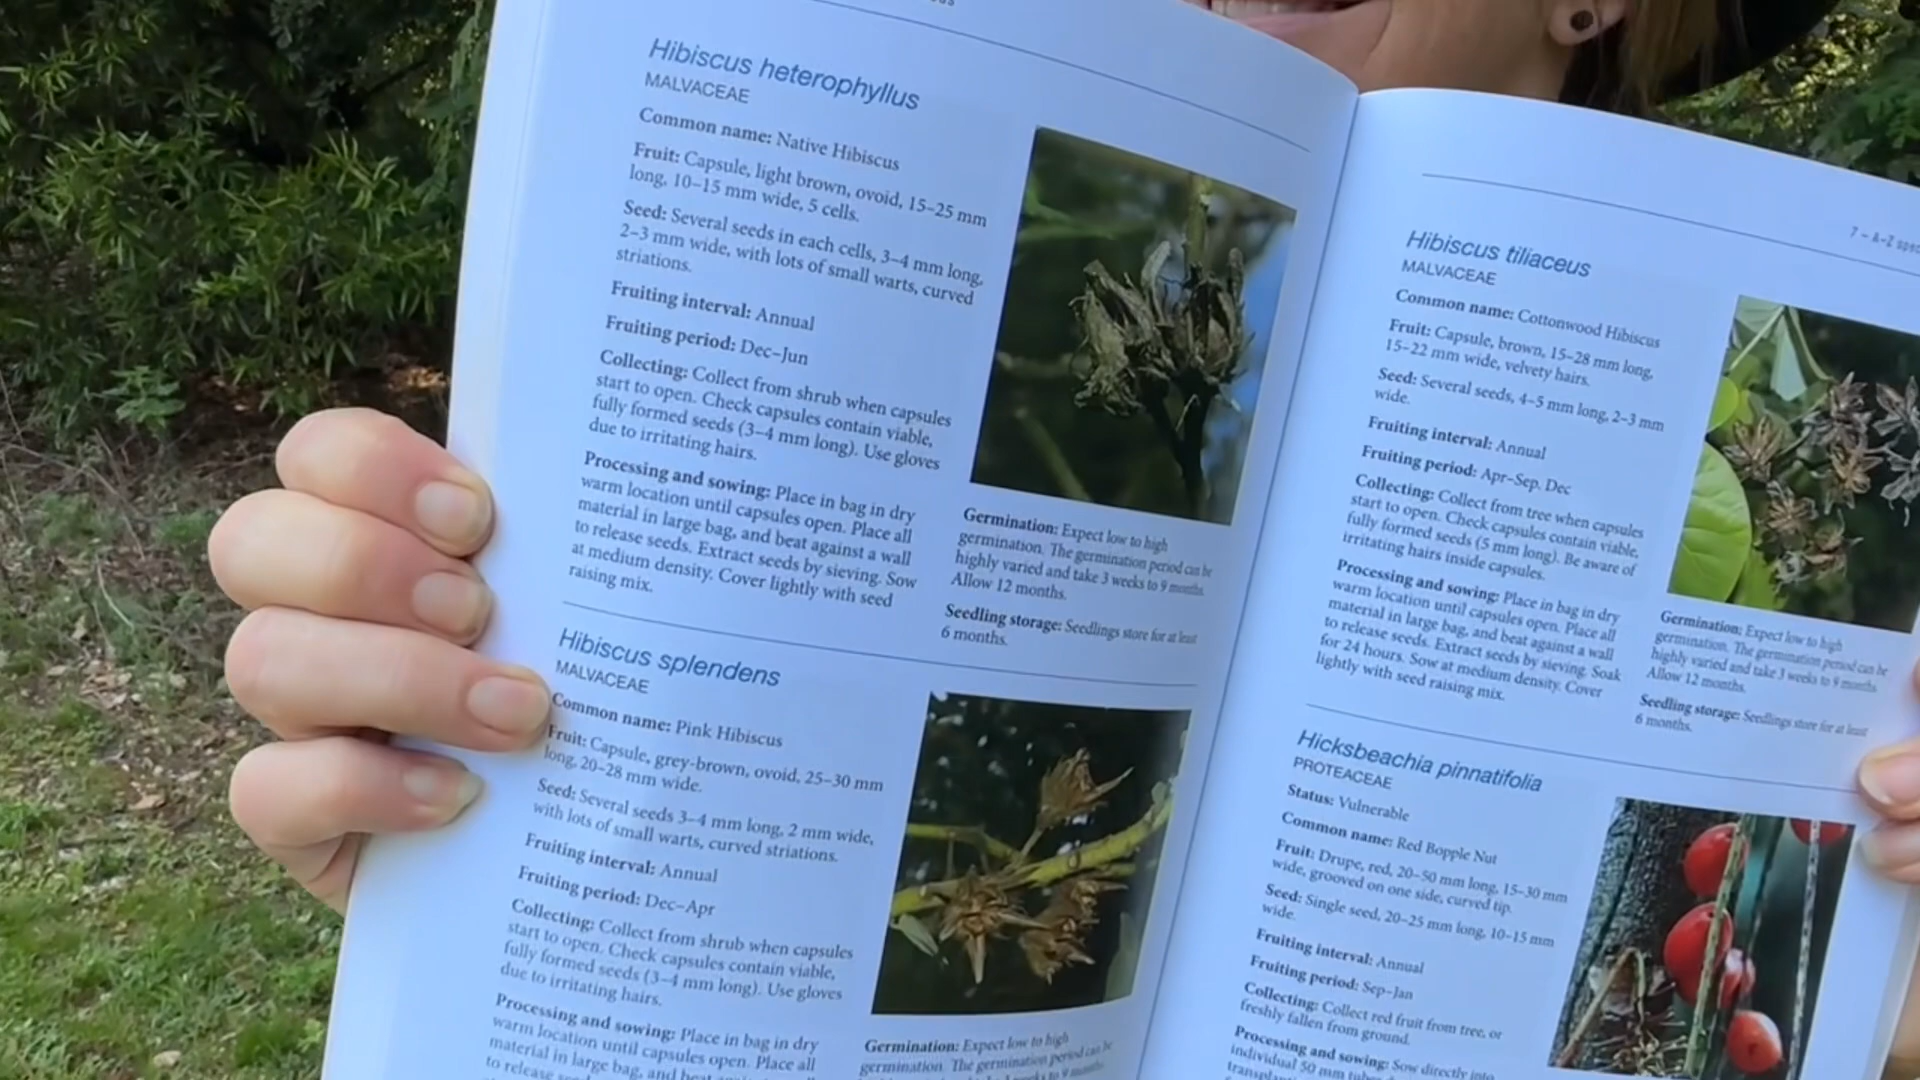 Hibiscus heterophyllus
MALVACEAE
Common name: Native Hibiscus
Fruit: Capsule, light brown, ovoid, 15–25 mm
long, 10–15 mm wide, 5 cells.
Seed: Several seeds in each cells, 3–4 mm long,
2–3 mm wide, with lots of small warts, curved
striations.
Fruiting interval: Annual
Fruiting period: Dec–Jun
Collecting: Collect from shrub when capsules
start to open. Check capsules contain viable,
fully formed seeds (3–4 mm long). Use gloves
due to irritating hairs.
Processing and sowing: Place in bag in dry
warm location until capsules open. Place all
material in large bag, and beat against a wall
to release seeds. Extract seeds by sieving. Sow
at medium density. Cover lightly with seed
raising mix.
Germination: Expect low to high
germination. The germination period can be
highly varied and take 3 weeks to 9 months.
Allow 12 months.
Seedling storage: Seedlings store for at least
6 months.
Hibiscus splendens
MALVACEAE
Common name: Pink Hibiscus
Fruit: Capsule, grey-brown, ovoid, 25–30 mm
long, 20–28 mm wide.
Seed: Several seeds 3–4 mm long, 2 mm wide,
with lots of small warts, curved striations.
Fruiting interval: Annual
Fruiting period: Dec–Apr
Collecting: Collect from shrub when capsules
start to open. Check capsules contain viable,
fully formed seeds (3–4 mm long). Use gloves
due to irritating hairs.
Processing and sowing: Place in bag in dry
warm location until capsules open. Place all
material in large bag, and beat against a wall
to release
Germination: Expect low to high
germination. The germination period can be
7 – A–Z
Hibiscus tiliaceus
MALVACEAE
Common name: Cottonwood Hibiscus
Fruit: Capsule, brown, 15–28 mm long,
15–22 mm wide, velvety hairs.
Seed: Several seeds, 4–5 mm long, 2–3 mm
wide.
Fruiting interval: Annual
Fruiting period: Apr–Sep, Dec
Collecting: Collect from tree when capsules
start to open. Check capsules contain viable,
fully formed seeds (5 mm long). Be aware of
irritating hairs inside capsules.
Processing and sowing: Place in bag in dry
warm location until capsules open. Place all
material in large bag, and beat against a wall
to release seeds. Extract seeds by sieving. Soak
for 24 hours. Sow at medium density. Cover
lightly with seed raising mix.
Germination: Expect low to high
germination. The germination period can be
highly varied and take 3 weeks to 9 months.
Allow 12 months.
Seedling storage: Seedlings store for at least
6 months.
Hicksbeachia pinnatifolia
PROTEACEAE
Status: Vulnerable
Common name: Red Bopple Nut
Fruit: Drupe, red, 20–50 mm long, 15–30 mm
wide, grooved on one side, curved tip.
Seed: Single seed, 20–25 mm long, 10–15 mm
wide.
Fruiting interval: Annual
Fruiting period: Sep–Jan
Collecting: Collect red fruit from tree, or
freshly fallen from ground.
Processing and sowing: Sow directly into
individual 50 mm